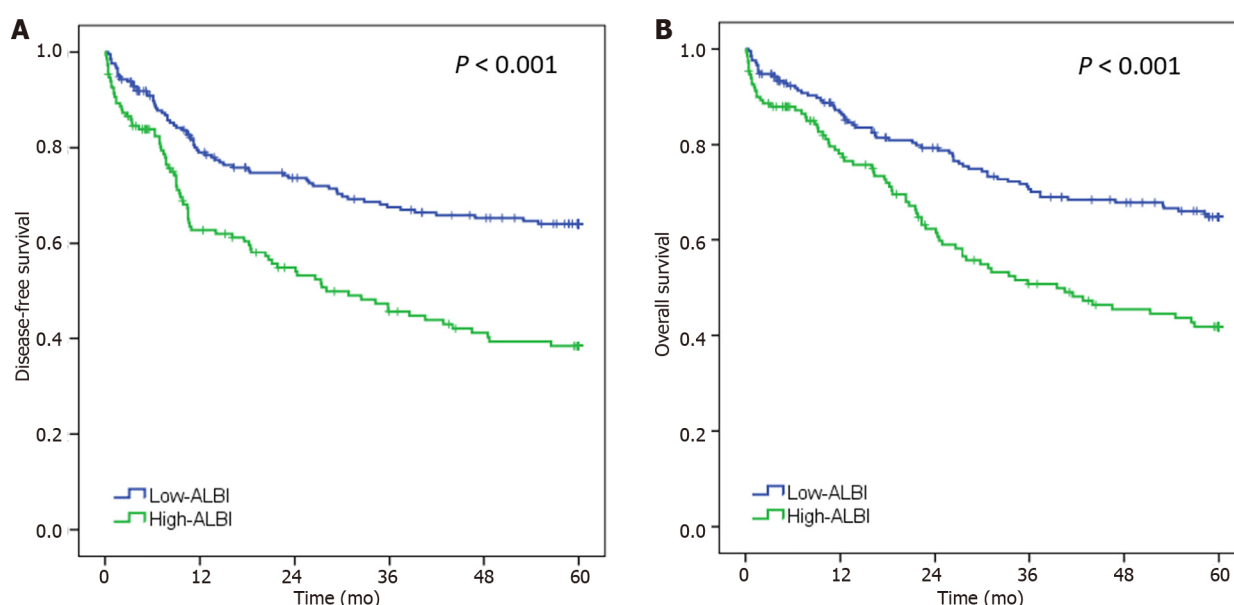 A
P < 0.001
Disease-free survival
1.0
0.8
0.6
0.4
0.2
0.0
Low-ALBI
High-ALBI
0 12 24 36 48 60
Time (mo)
B
P < 0.001
Overall survival
1.0
0.8
0.6
0.4
0.2
0.0
Low-ALBI
High-ALBI
0 12 24 36 48 60
Time (mo)